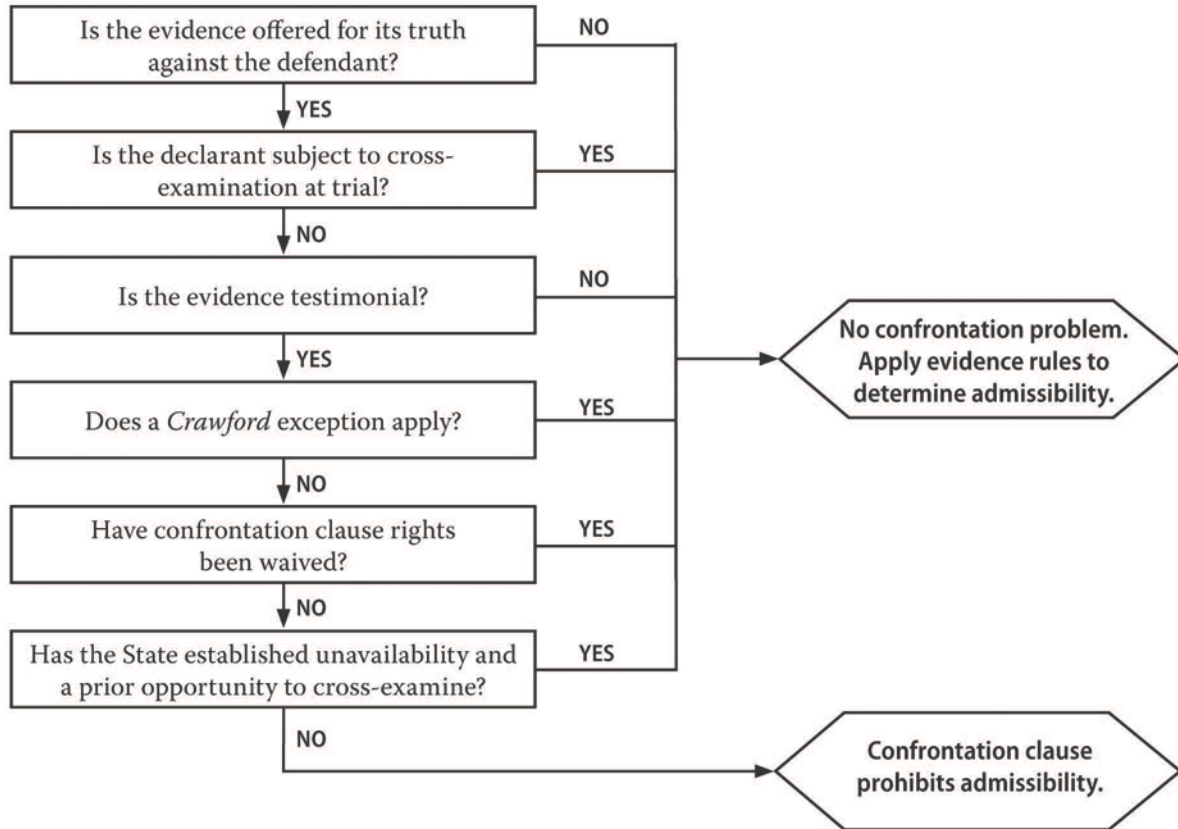 Is the evidence offered for its truth
against the defendant?
NO
YES
Is the declarant subject to cross-
examination at trial?
YES
NO
Is the evidence testimonial?
NO
YES
No confrontation problem.
Apply evidence rules to
determine admissibility.
Does a Crawford exception apply?
YES
NO
Have confrontation clause rights
been waived?
YES
NO
Has the State established unavailability and
a prior opportunity to cross-examine?
YES
NO
Confrontation clause
prohibits admissibility.